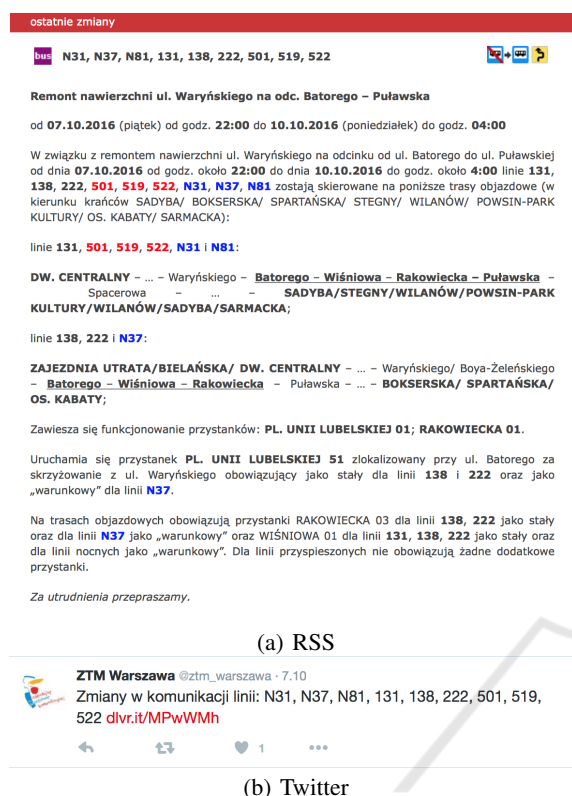 ostatnie zmiany
bus N31, N37, N81, 131, 138, 222, 501, 519, 522
Remont nawierzchni ul. Waryńskiego na odc. Batorego – Puławska
od 07.10.2016 (piątek) od godz. 22:00 do 10.10.2016 (poniedziałek) do godz. 04:00
W związku z remontem nawierzchni ul. Waryńskiego na odcinku od ul. Batorego do ul. Puławskiej
od dnia 07.10.2016 od godz. około 22:00 do dnia 10.10.2016 do godz. około 4:00 linie 131,
138, 222, 501, 519, 522, N31, N37, N81 zostają skierowane na poniższe trasy objazdowe (w
kierunku krańców SADYBA/ BOKSERSKA/ SPARTAŃSKA/ STEGNY/ WILANÓW/ POWSIN-PARK
KULTURY/ OS. KABATY/ SARMACKA):
linie 131, 501, 519, 522, N31 i N81:
DW. CENTRALNY – ... – Waryńskiego – Batorego – Wiśniowa – Rakowiecka – Puławska –
Spacerowa – ... – SADYBA/STEGNY/WILANÓW/POWSIN-PARK
KULTURY/WILANÓW/SADYBA/SARMACKA;
linie 138, 222 i N37:
ZAJEZDNIA UTRATA/BIELAŃSKA/ DW. CENTRALNY – ... – Waryńskiego/ Boya-Żeleńskiego
– Batorego – Wiśniowa – Rakowiecka – Puławska – ... – BOKSERSKA/ SPARTAŃSKA/
OS. KABATY;
Zawiesza się funkcjonowanie przystanków: PL. UNII LUBELSKIEJ 01; RAKOWIECKA 01.
Uruchamia się przystanek PL. UNII LUBELSKIEJ 51 zlokalizowany przy ul. Batorego za
skrzyżowanie z ul. Waryńskiego obowiązujący jako stały dla linii 138 i 222 oraz jako
„warunkowy” dla linii N37.
Na trasach objazdowych obowiązują przystanki RAKOWIECKA 03 dla linii 138, 222 jako stały
oraz dla linii N37 jako „warunkowy” oraz WIŚNIOWA 01 dla linii 131, 138, 222 jako stały oraz
dla linii nocnych jako „warunkowy”. Dla linii przyspieszonych nie obowiązują żadne dodatkowe
przystanki.
Za utrudnienia przepraszamy.
(a) RSS
ZTM Warszawa @ztm_warszawa · 7.10
Zmiany w komunikacji linii: N31, N37, N81, 131, 138, 222, 501, 519,
522 dlvr.it/MPwWMh
1
(b) Twitter